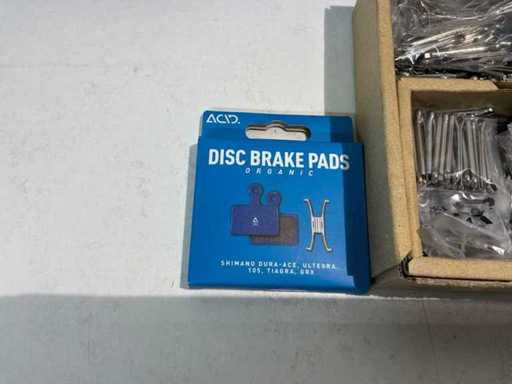 ACID.
DISC BRAKE PADS
ORGANIC
SHIMANO DURA-ACE, ULTEGRA,
105, TIAGRA, GRX